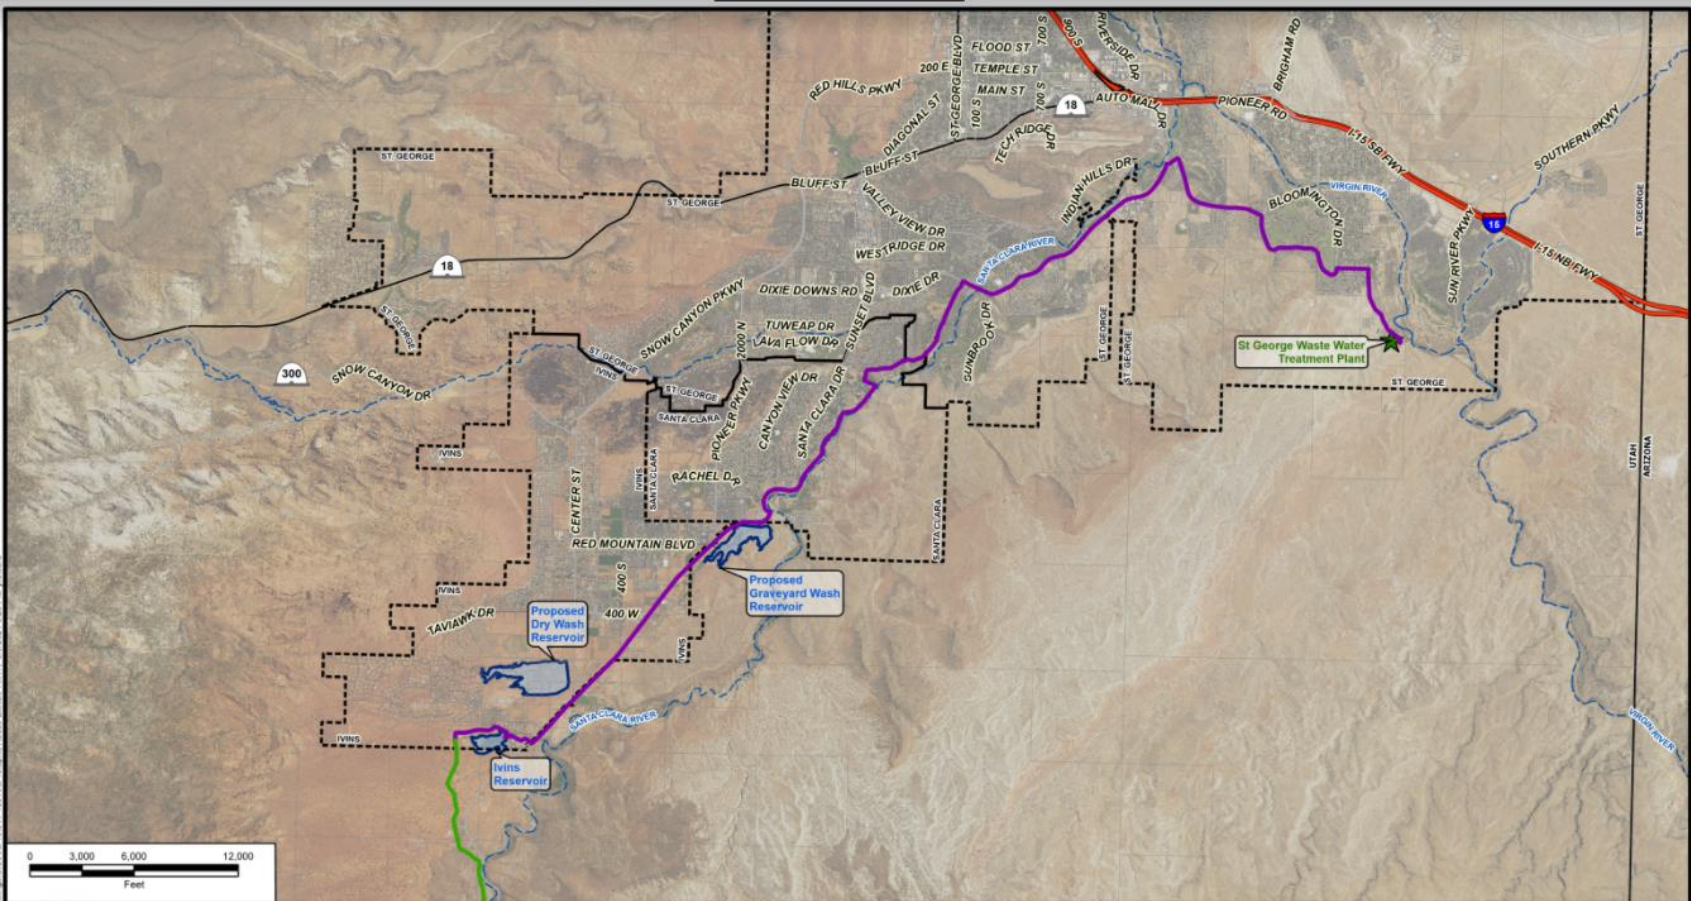 700 S
900 S
RIVERSIDE DR
BRIGHAM RD
FLOOD ST
ST-GEORGE-BLVD
200 E
TEMPLE ST
RED HILLS PKWY
MAIN ST
700 S
100 S
18
AUTO MALL DR
PIONEER RD
DIAGONAL ST
TECH RIDGE DR
I-15 SB FWY
SOUTHERN PKWY
ST GEORGE
BLUFF ST
BLUFF ST
INDIAN HILLS DR
VIRGIN RIVER
ST GEORGE
VALLEY VIEW DR
BLOOMINGTON DR
ST GEORGE
15
WESTRIDGE DR
SANTA CLARA RIVER
SUN RIVER PKWY
I-15 NB FWY
18
DIXIE DOWNS RD
DIXIE DR
SUNSET BLVD
SNOW CANYON PKWY
ST GEORGE
TUWEAP DR
2000 N
LAVA FLOW DR
SUNBROOK DR
ST GEORGE
ST GEORGE
St George Waste Water
Treatment Plant
300
SNOW CANYON DR
ST GEORGE
IVINS
ST GEORGE
SANTA CLARA
PIONEER PKWY
CANYON VIEW DR
SANTA CLARA DR
ST GEORGE
IVINS
IVINS
SANTA CLARA
RACHEL DR
CENTER ST
UTAH
ARIZONA
SANTA CLARA
RED MOUNTAIN BLVD
400 S
Proposed
Graveyard Wash
Reservoir
IVINS
TAVIAWK DR
Proposed
Dry Wash
Reservoir
400 W
IVINS
SANTA CLARA RIVER
VIRGIN RIVER
IVINS
Ivins
Reservoir
0 3,000 6,000 12,000
Feet